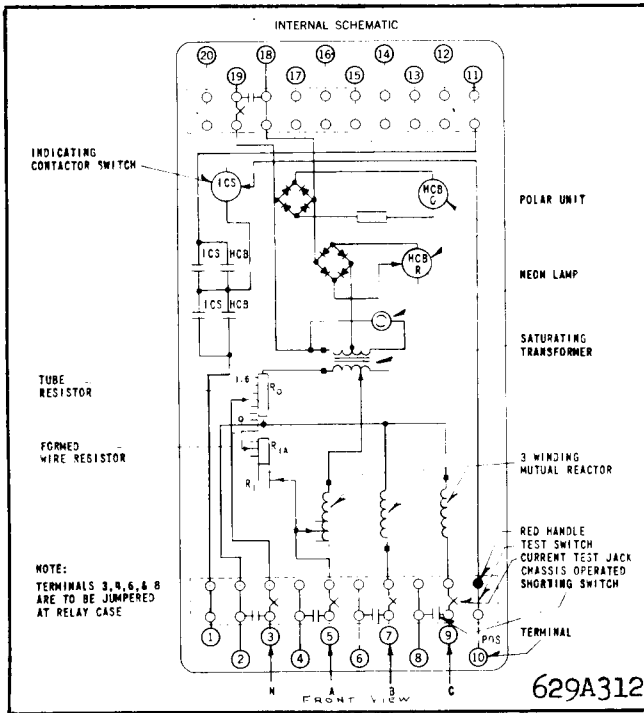 INTERNAL SCHEMATIC
20 19 18 17 16 15 14 13 12 11
INDICATING
CONTACTOR SWITCH
ICS
HCB
O
POLAR UNIT
HCB
R
NEON LAMP
ICS HCB
ICS HCB
SATURATING
TRANSFORMER
TUBE
RESISTOR
1.6
RO
O
FORMED
WIRE RESISTOR
R1A
R1
3 WINDING
MUTUAL REACTOR
RED HANDLE
TEST SWITCH
CURRENT TEST JACK
CHASSIS OPERATED
SHORTING SWITCH
NOTE:
TERMINALS 3,4,6,& 8
ARE TO BE JUMPERED
AT RELAY CASE
1 2 3 4 5 6 7 8 9 10
POS
TERMINAL
N A B C
FRONT VIEW
629A312